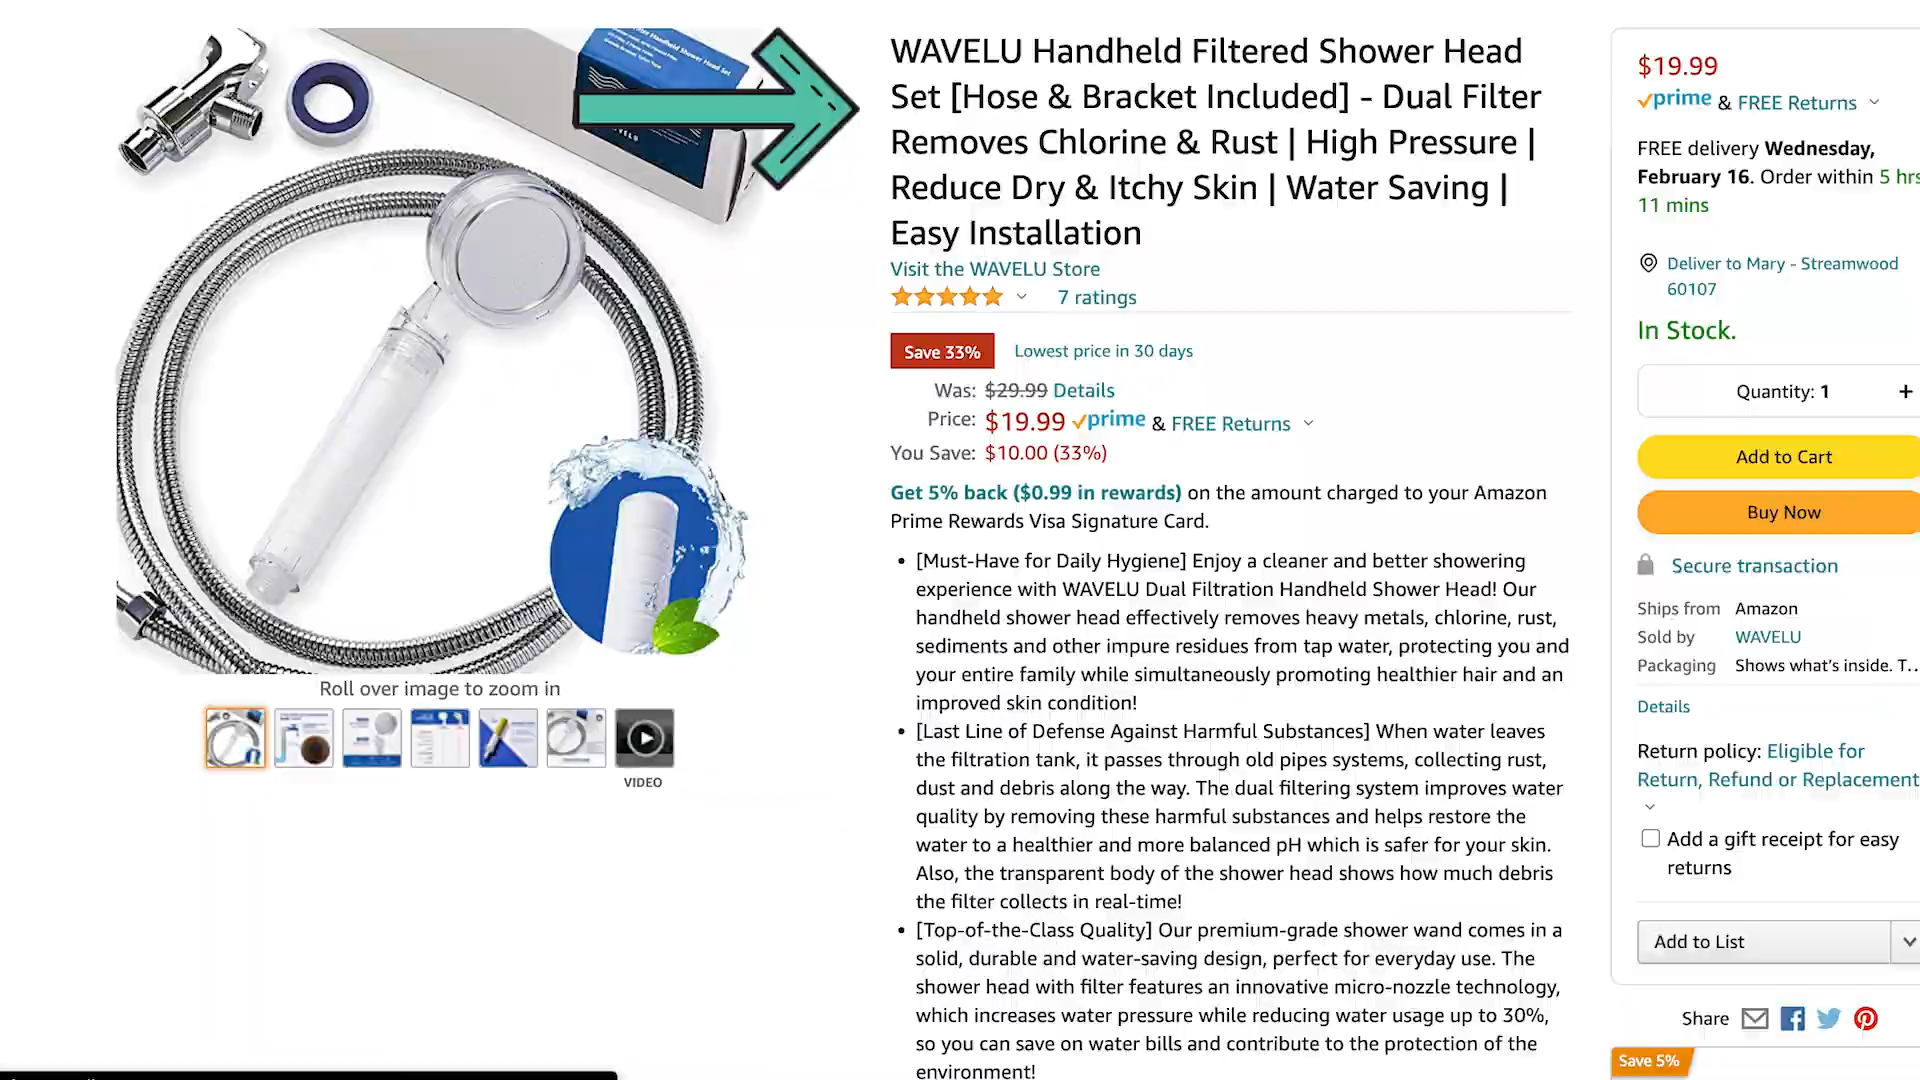 WAVELU Handheld Filtered Shower Head
Set [Hose & Bracket Included] - Dual Filter
Removes Chlorine & Rust | High Pressure |
Reduce Dry & Itchy Skin | Water Saving |
Easy Installation
Visit the WAVELU Store
7 ratings
Save 33%
Lowest price in 30 days
Was: $29.99 Details
Price: $19.99 prime & FREE Returns
You Save: $10.00 (33%)
Get 5% back ($0.99 in rewards) on the amount charged to your Amazon
Prime Rewards Visa Signature Card.
• [Must-Have for Daily Hygiene] Enjoy a cleaner and better showering
experience with WAVELU Dual Filtration Handheld Shower Head! Our
handheld shower head effectively removes heavy metals, chlorine, rust,
sediments and other impure residues from tap water, protecting you and
your entire family while simultaneously promoting healthier hair and an
improved skin condition!
• [Last Line of Defense Against Harmful Substances] When water leaves
the filtration tank, it passes through old pipes systems, collecting rust,
dust and debris along the way. The dual filtering system improves water
quality by removing these harmful substances and helps restore the
water to a healthier and more balanced pH which is safer for your skin.
Also, the transparent body of the shower head shows how much debris
the filter collects in real-time!
• [Top-of-the-Class Quality] Our premium-grade shower wand comes in a
solid, durable and water-saving design, perfect for everyday use. The
shower head with filter features an innovative micro-nozzle technology,
which increases water pressure while reducing water usage up to 30%,
so you can save on water bills and contribute to the protection of the
environment!
Roll over image to zoom in
VIDEO
$19.99
prime & FREE Returns
FREE delivery Wednesday,
February 16. Order within 5 hrs
11 mins
Deliver to Mary - Streamwood
60107
In Stock.
Quantity: 1 +
Add to Cart
Buy Now
Secure transaction
Ships from Amazon
Sold by WAVELU
Packaging Shows what's inside. T…
Details
Return policy: Eligible for
Return, Refund or Replacement
Add a gift receipt for easy
returns
Add to List
Share
Save 5%